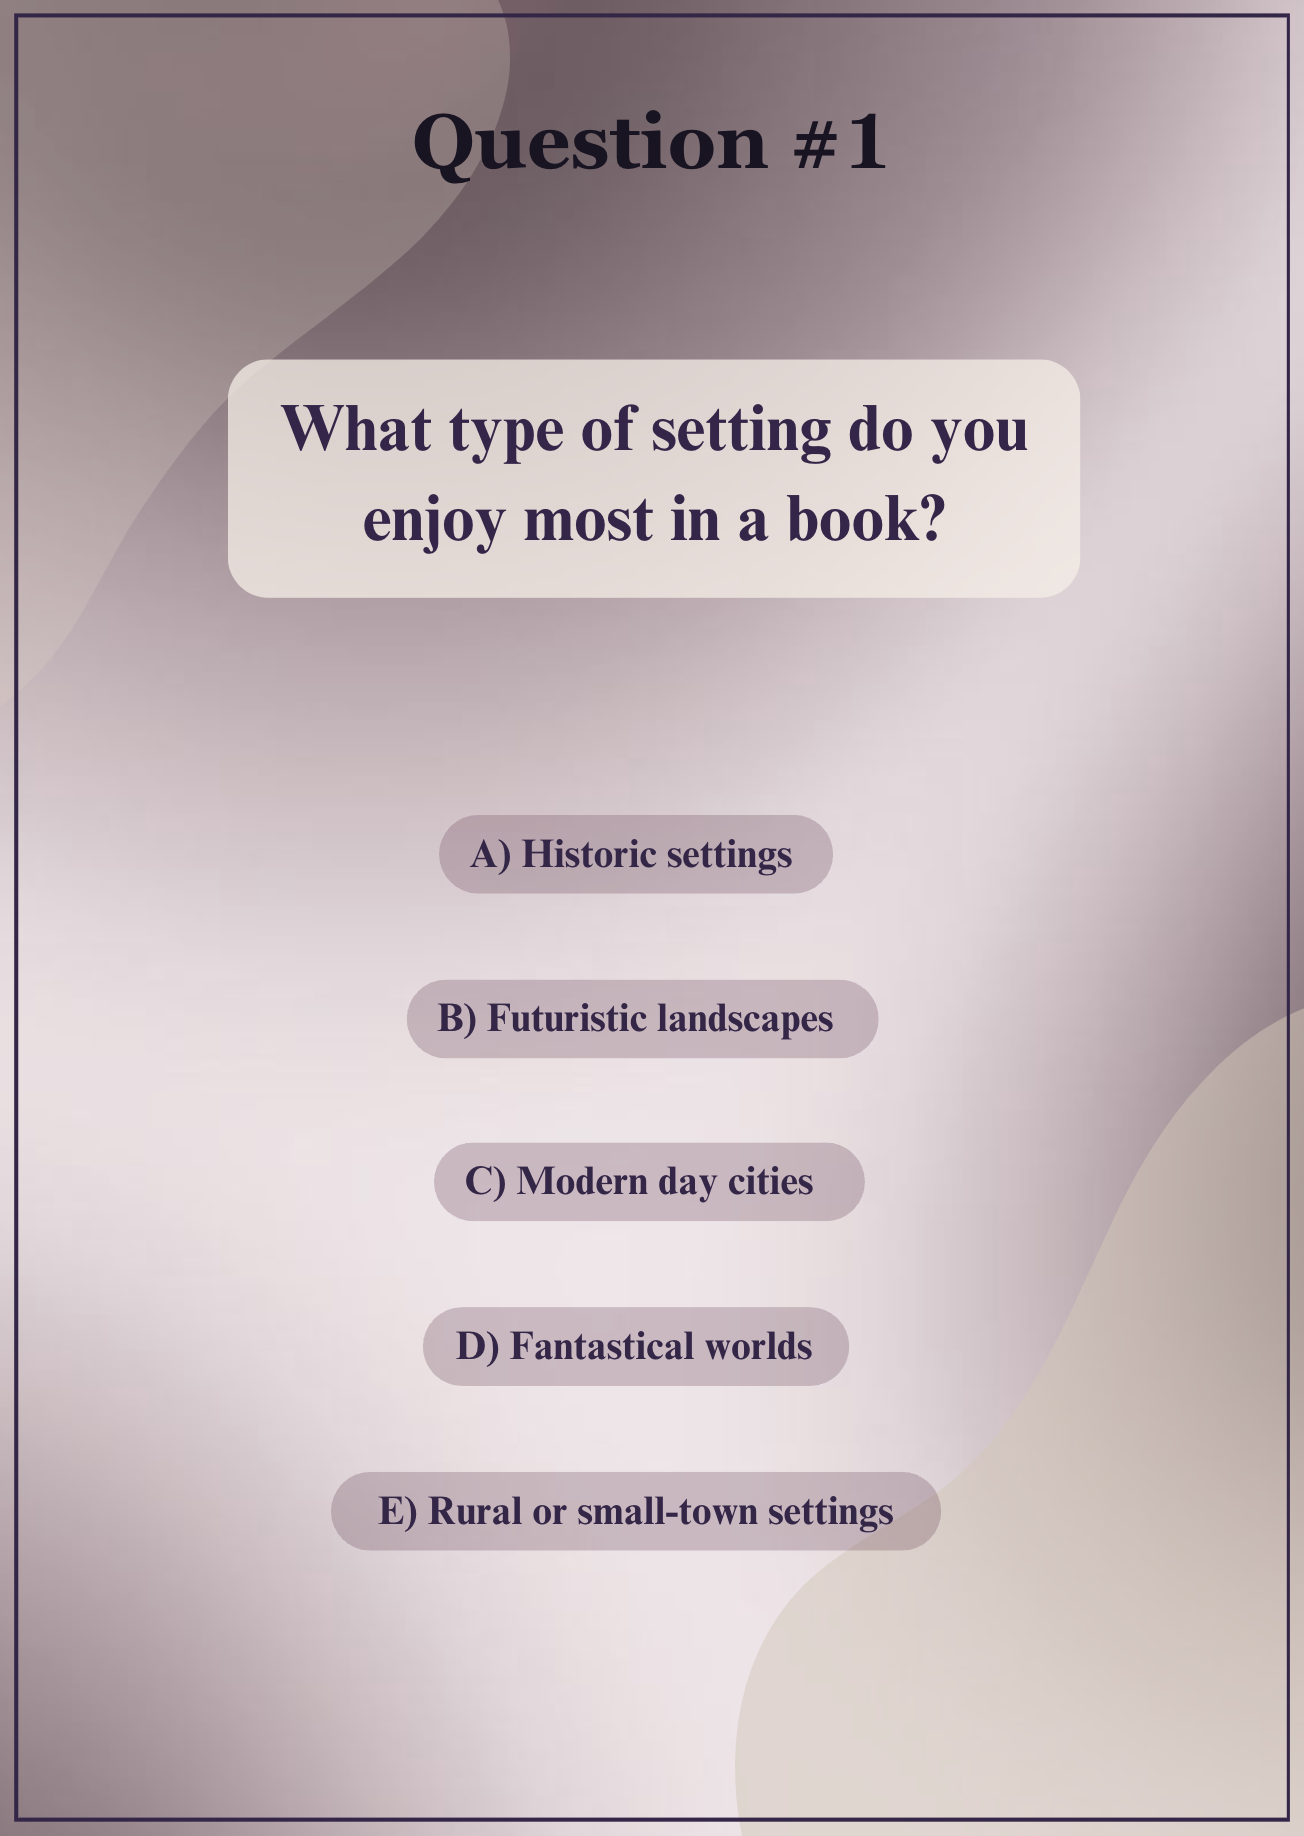 Question #1
What type of setting do you
enjoy most in a book?
A) Historic settings
B) Futuristic landscapes
C) Modern day cities
D) Fantastical worlds
E) Rural or small-town settings